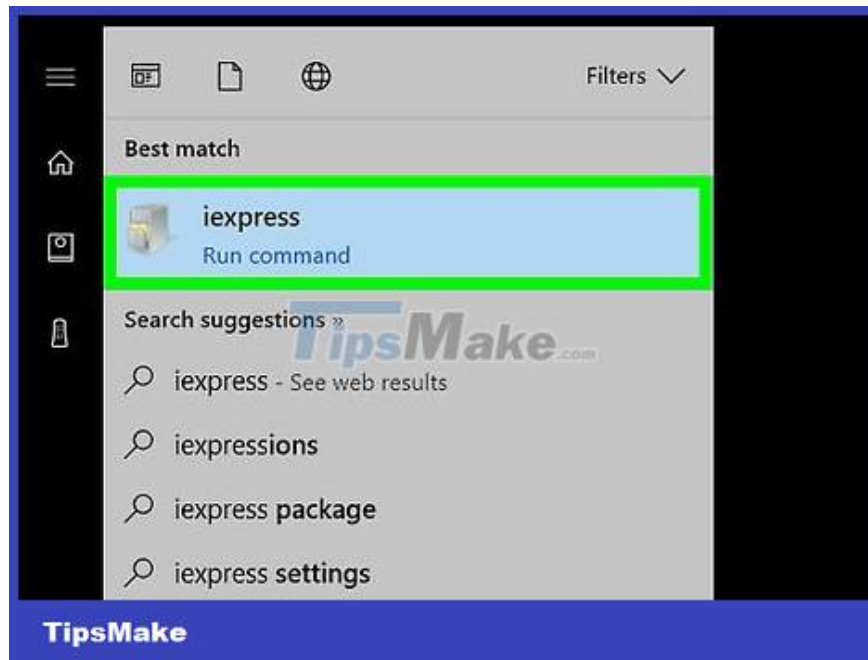 Filters
Best match
iexpress
Run command
Search suggestions »
TipsMake.com
iexpress - See web results
iexpressions
iexpress package
iexpress settings
TipsMake